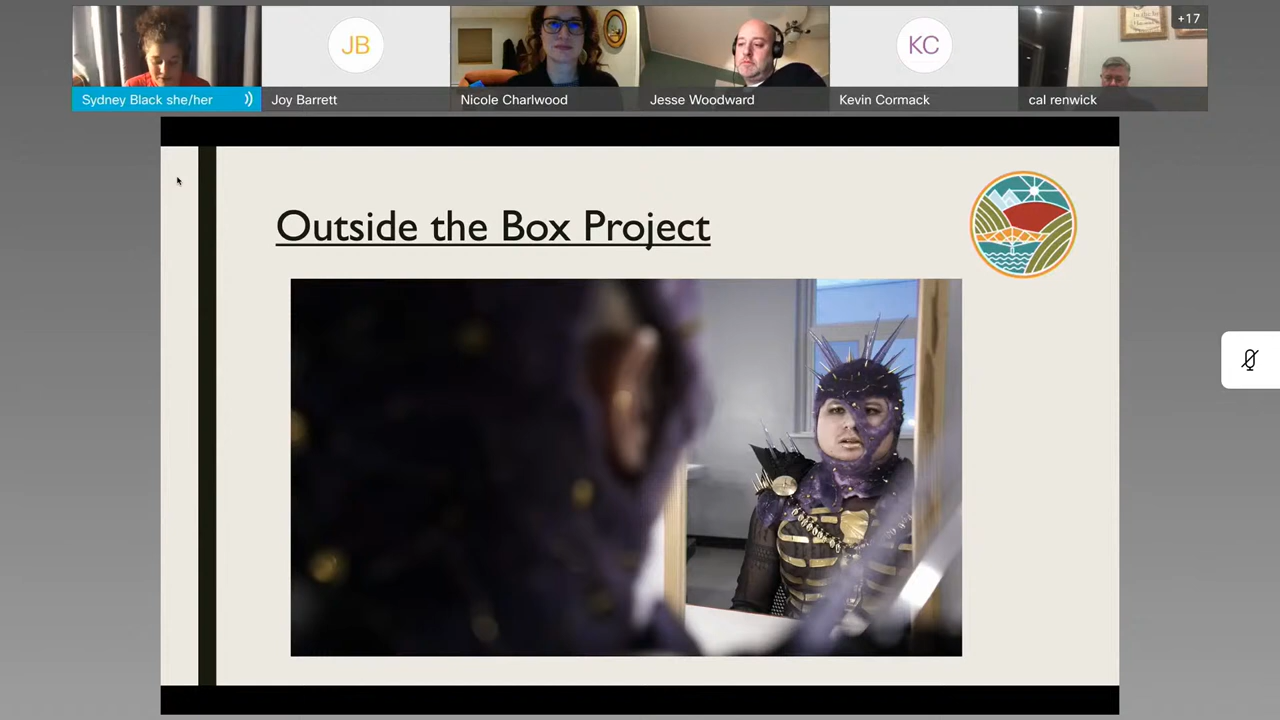 +17
JB
KC
Sydney Black she/her
Joy Barrett
Nicole Charlwood
Jesse Woodward
Kevin Cormack
cal renwick
Outside the Box Project